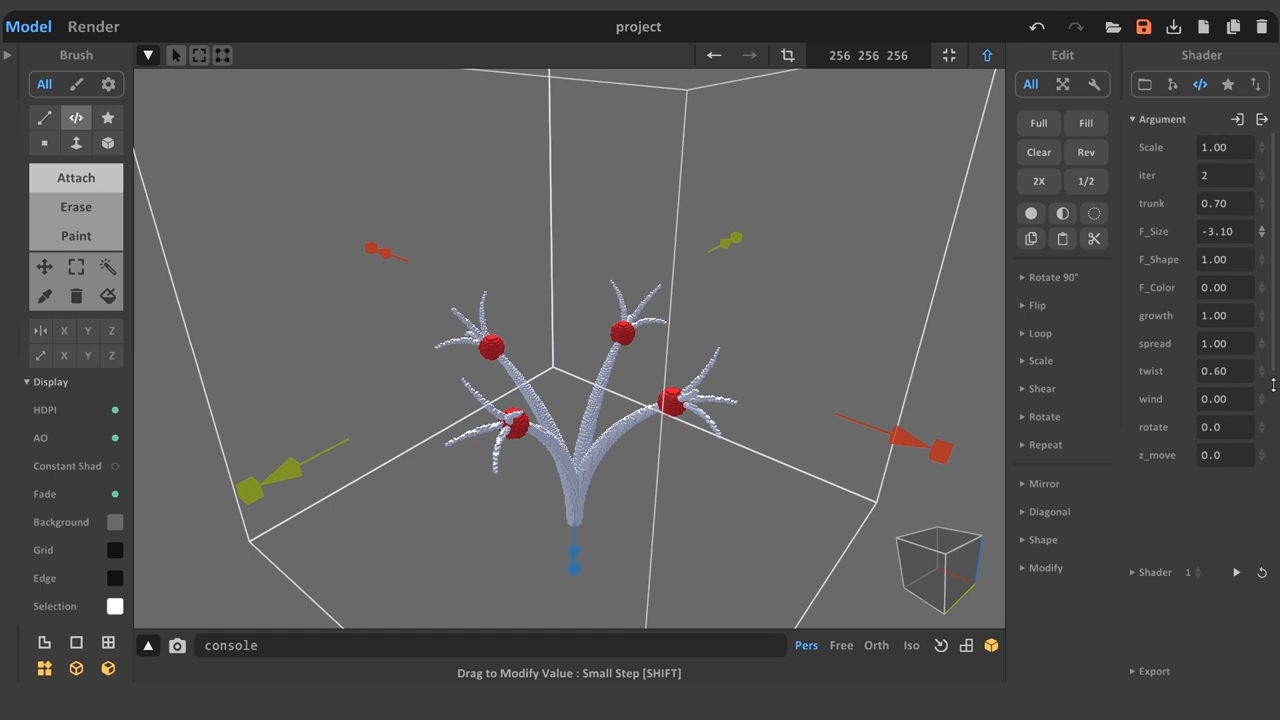 Model Render project
Brush 256 256 256 Edit Shader
All All
Argument
Full Fill
Scale 1.00
Clear Rev
iter 2
Attach 2X 1/2
trunk 0.70
Erase
F_Size -3.10
Paint
F_Shape 1.00
Rotate 90°
F_Color 0.00
Flip
growth 1.00
X Y Z Loop
spread 1.00
X Y Z Scale
twist 0.60
Display Shear
wind 0.00
HDPI Rotate
rotate 0.0
AO Repeat
z_move 0.0
Constant Shad
Mirror
Fade
Diagonal
Background
Shape
Grid
Modify
Shader 1
Edge
Selection
console Pers Free Orth Iso
Drag to Modify Value : Small Step [SHIFT]
Export